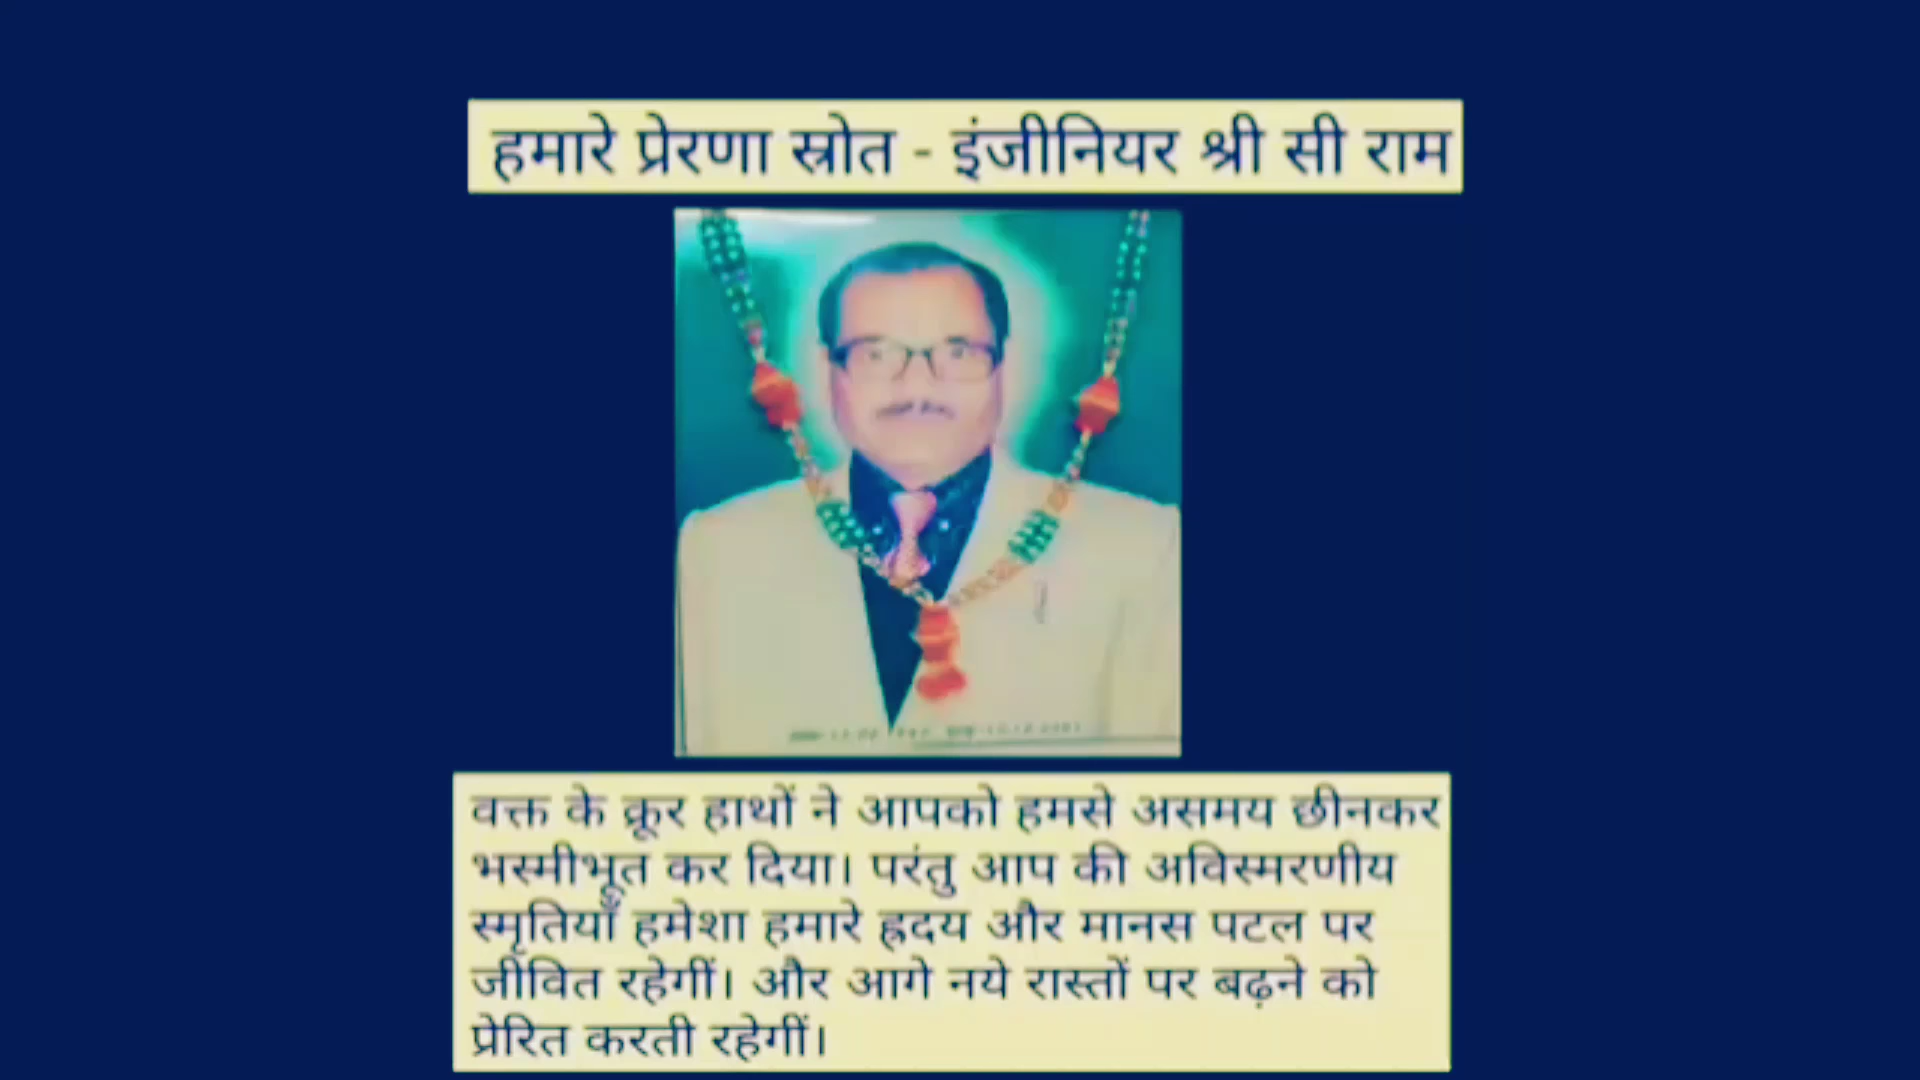 हमारे प्रेरणा स्रोत - इंजीनियर श्री सी राम
वक्त के क्रूर हाथों ने आपको हमसे असमय छीनकर
भस्मीभूत कर दिया। परंतु आप की अविस्मरणीय
स्मृतियाँ हमेशा हमारे ह्रदय और मानस पटल पर
जीवित रहेगीं। और आगे नये रास्तों पर बढ़ने को
प्रेरित करती रहेगीं।